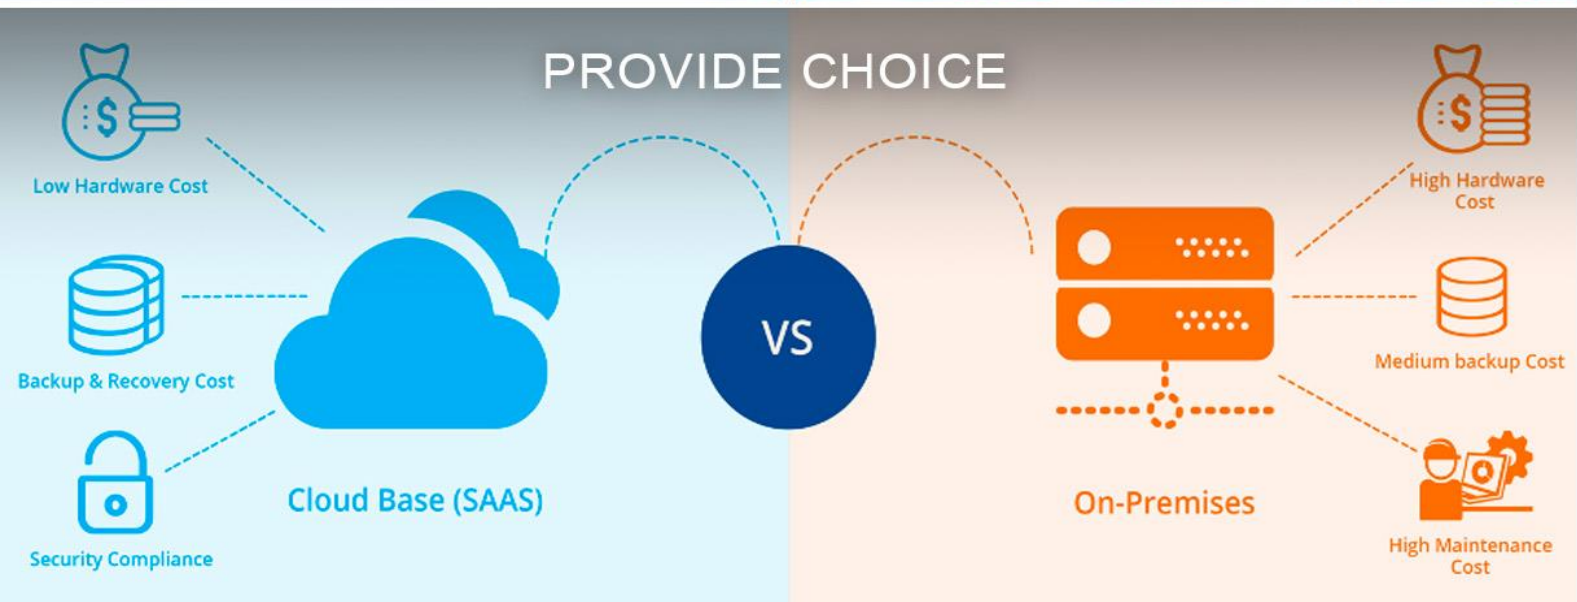 PROVIDE CHOICE
Low Hardware Cost
Backup & Recovery Cost
Security Compliance
Cloud Base (SAAS)
VS
On-Premises
High Hardware
Cost
Medium backup Cost
High Maintenance
Cost
$
$